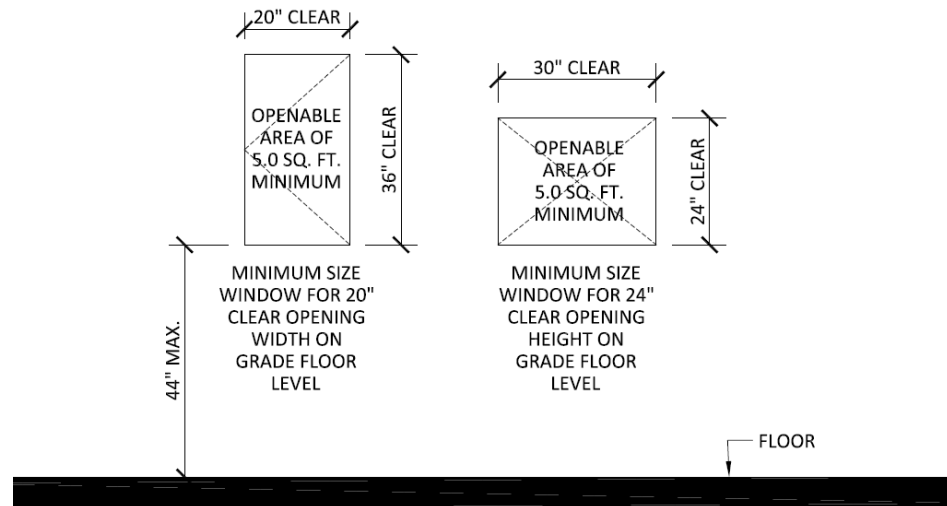 20" CLEAR
OPENABLE
AREA OF
5.0 SQ. FT.
MINIMUM
36" CLEAR
30" CLEAR
OPENABLE
AREA OF
5.0 SQ. FT.
MINIMUM
24" CLEAR
MINIMUM SIZE
WINDOW FOR 20"
CLEAR OPENING
WIDTH ON
GRADE FLOOR
LEVEL
MINIMUM SIZE
WINDOW FOR 24"
CLEAR OPENING
HEIGHT ON
GRADE FLOOR
LEVEL
44" MAX.
FLOOR